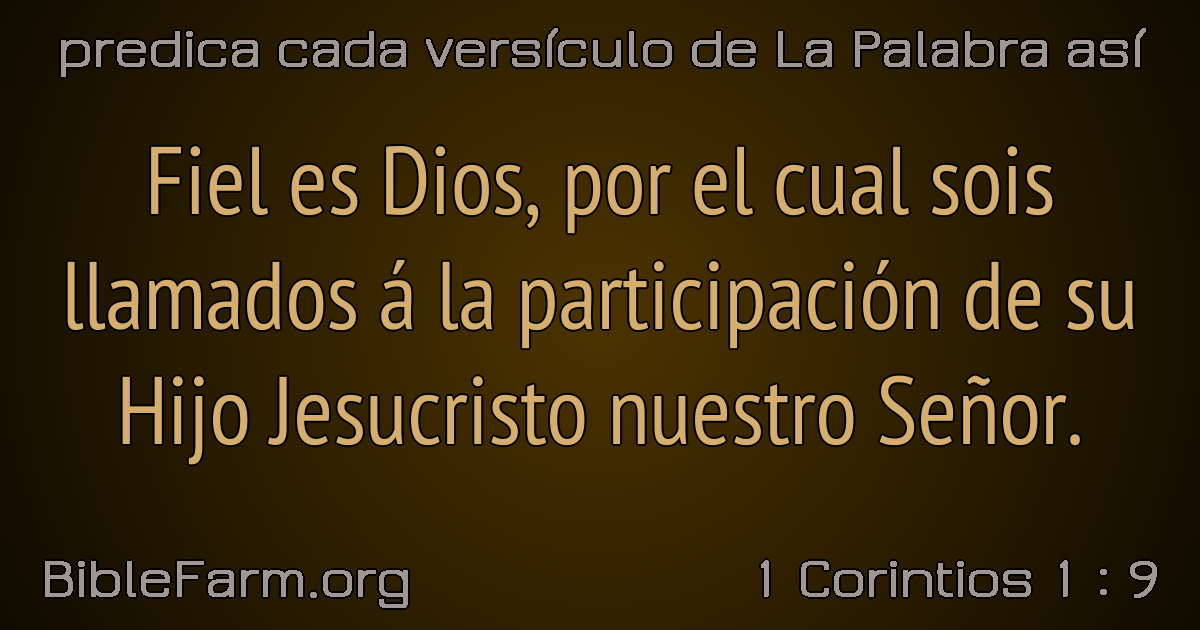 predica cada versículo de La Palabra así
Fiel es Dios, por el cual sois
llamados á la participación de su
Hijo Jesucristo nuestro Señor.
BibleFarm.org
1 Corintios 1 : 9